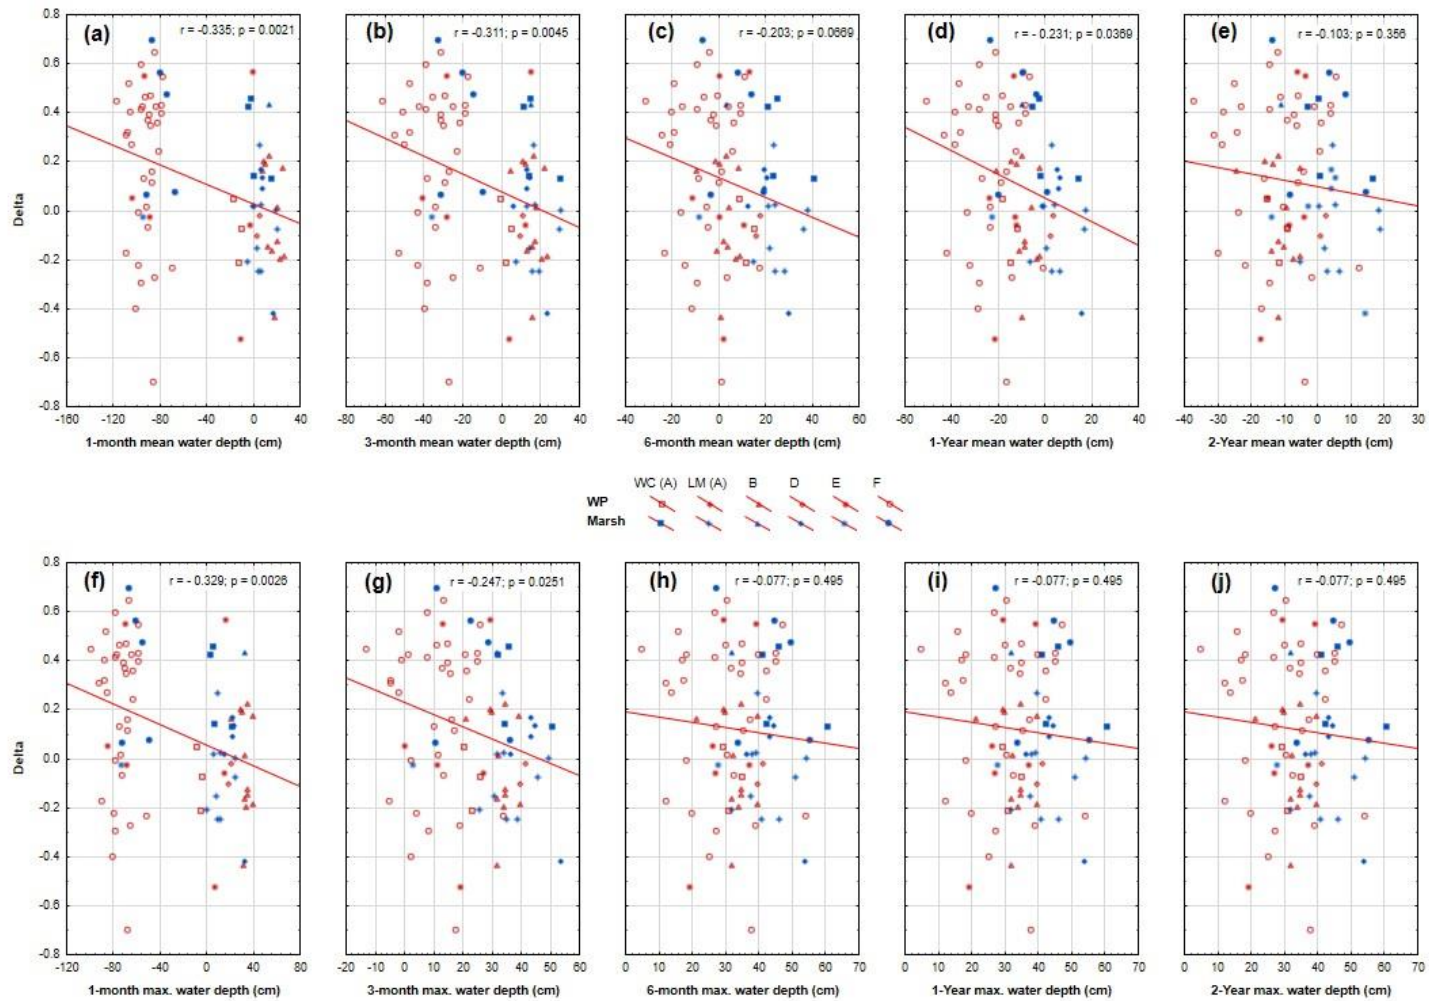 (a) r = -0.335; p = 0.0021
(b) r = -0.311; p = 0.0045
(c) r = -0.203; p = 0.0669
(d) r = - 0.231; p = 0.0369
(e) r = -0.103; p = 0.356
0.8
0.6
0.4
0.2
0.0
-0.2
-0.4
-0.6
-0.8
Delta
-160 -120 -80 -40 0 40
-80 -60 -40 -20 0 20 40
-40 -20 0 20 40 60
-60 -40 -20 0 20 40
-40 -30 -20 -10 0 10 20 30
1-month mean water depth (cm)
3-month mean water depth (cm)
6-month mean water depth (cm)
1-Year mean water depth (cm)
2-Year mean water depth (cm)
WC (A) LM (A) B D E F
WP
Marsh
(f) r = - 0.329; p = 0.0026
(g) r = -0.247; p = 0.0251
(h) r = -0.077; p = 0.495
(i) r = -0.077; p = 0.495
(j) r = -0.077; p = 0.495
0.8
0.6
0.4
0.2
0.0
-0.2
-0.4
-0.6
-0.8
Delta
-120 -80 -40 0 40 80
-20 0 10 20 30 40 50 60
0 10 20 30 40 50 60 70
0 10 20 30 40 50 60 70
0 10 20 30 40 50 60 70
1-month max. water depth (cm)
3-month max. water depth (cm)
6-month max. water depth (cm)
1-Year max. water depth (cm)
2-Year max. water depth (cm)